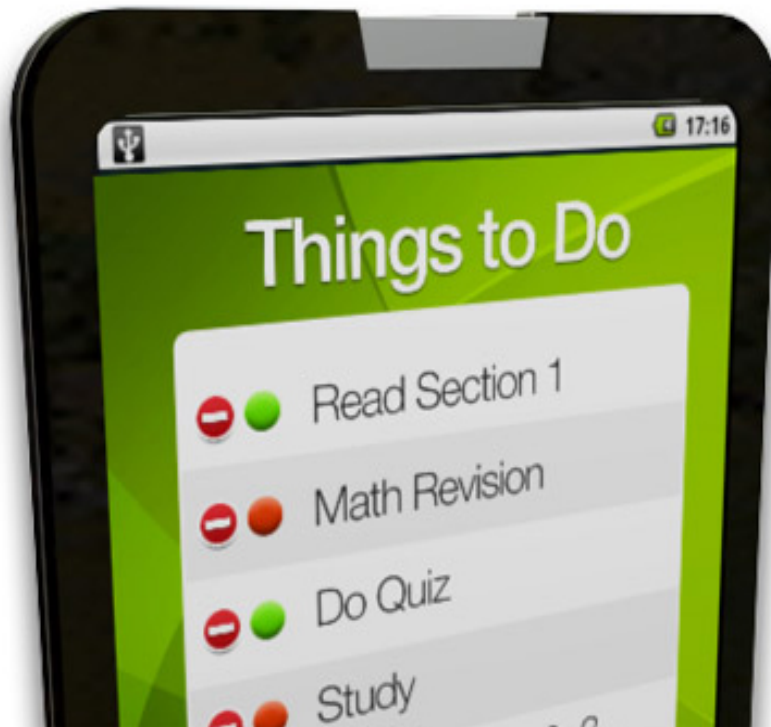 17:16
Things to Do
Read Section 1
Math Revision
Do Quiz
Study